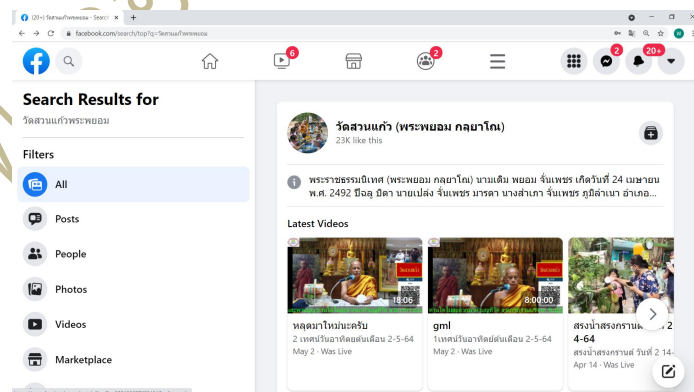 (20+) วัดสวนแก้วพระพยอม - Search
facebook.com/search/top?q=วัดสวนแก้วพระพยอม
6
2
2
20+
Search Results for
วัดสวนแก้วพระพยอม
Filters
All
Posts
People
Photos
Videos
Marketplace
วัดสวนแก้ว (พระพยอม กลฺยาโณ)
23K like this
พระราชธรรมนิเทศ (พระพยอม กลฺยาโณ) นามเดิม พยอม จั่นเพชร เกิดวันที่ 24 เมษายน
พ.ศ. 2492 ปีฉลู บิดา นายเปล่ง จั่นเพชร มารดา นางสำเภา จั่นเพชร ภูมิลำเนา อำเภอ...
Latest Videos
18:06
8:00:00
หลุดมาใหม่นะครับ
2 เทศน์วันอาทิตย์ต้นเดือน 2-5-64
May 2 · Was Live
gml
1เทศน์วันอาทิตย์ต้นเดือน 2-5-64
May 2 · Was Live
สรงน้ำสงกรานต์ 2
4-64
สรงน้ำสงกรานต์ วันที่ 2 14-
Apr 14 · Was Live